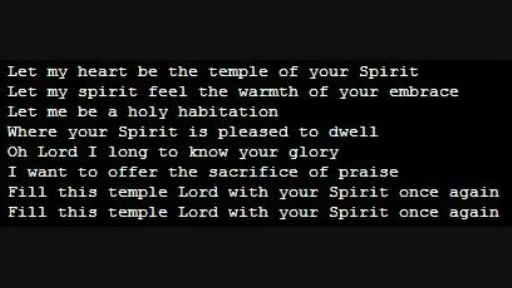 Let my heart be the temple of your Spirit
Let my spirit feel the warmth of your embrace
Let me be a holy habitation
Where your Spirit is pleased to dwell
Oh Lord I long to know your glory
I want to offer the sacrifice of praise
Fill this temple Lord with your Spirit once again
Fill this temple Lord with your Spirit once again